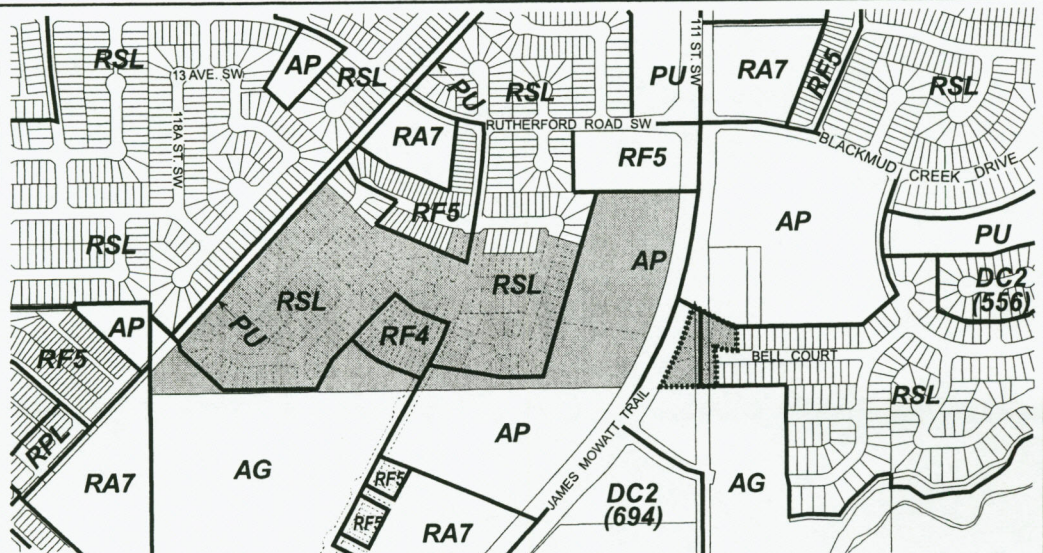 RSL
AP
RSL
13 AVE. SW
118A ST. SW
PU
RSL
PU
111 ST. SW
RA7
RF5
RSL
RUTHERFORD ROAD SW
RA7
RF5
BLACKMUD CREEK DRIVE
RF5
AP
PU
RSL
AP
DC2
(556)
RSL
RSL
PU
RF4
AP
RF5
BELL COURT
RSL
RPL
RA7
AG
AP
JAMES MOWATT TRAIL
RF5
RF5
RA7
DC2
(694)
AG